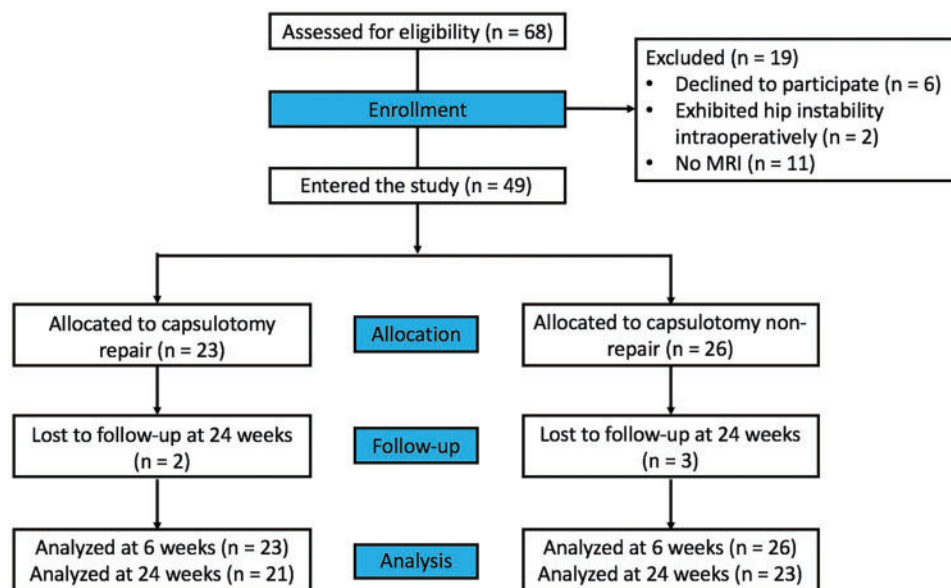 Assessed for eligibility (n = 68)
Excluded (n = 19)
• Declined to participate (n = 6)
• Exhibited hip instability
intraoperatively (n = 2)
• No MRI (n = 11)
Enrollment
Entered the study (n = 49)
Allocated to capsulotomy
repair (n = 23)
Allocation
Allocated to capsulotomy non-
repair (n = 26)
Lost to follow-up at 24 weeks
(n = 2)
Follow-up
Lost to follow-up at 24 weeks
(n = 3)
Analyzed at 6 weeks (n = 23)
Analyzed at 24 weeks (n = 21)
Analysis
Analyzed at 6 weeks (n = 26)
Analyzed at 24 weeks (n = 23)